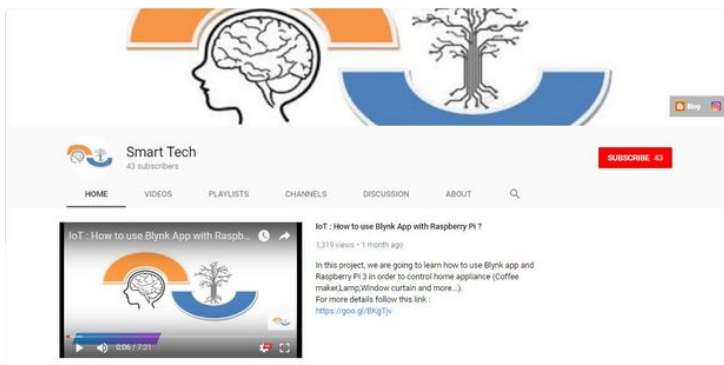 Blog
Smart Tech
43 subscribers
SUBSCRIBE 43
HOME VIDEOS PLAYLISTS CHANNELS DISCUSSION ABOUT
IoT : How to use Blynk App with Raspb...
0:06 / 7:31
IoT : How to use Blynk App with Raspberry Pi ?
1,319 views • 1 month ago
In this project, we are going to learn how to use Blynk app and
Raspberry Pi 3 in order to control home appliance (Coffee
maker,Lamp,Window curtain and more...).
For more details follow this link :
https://goo.gl/BKgTjv